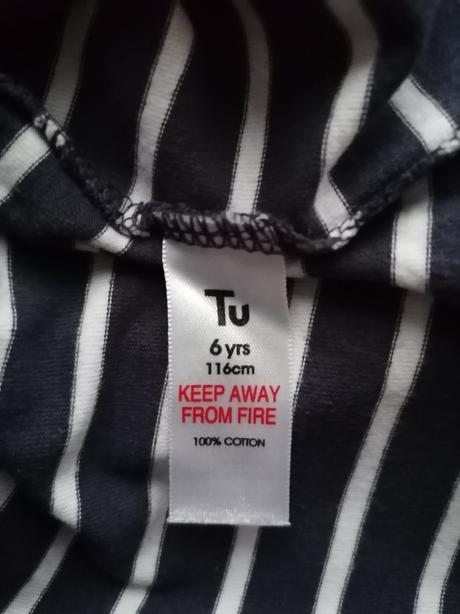 Tu
6 yrs
116cm
KEEP AWAY
FROM FIRE
100% COTTON